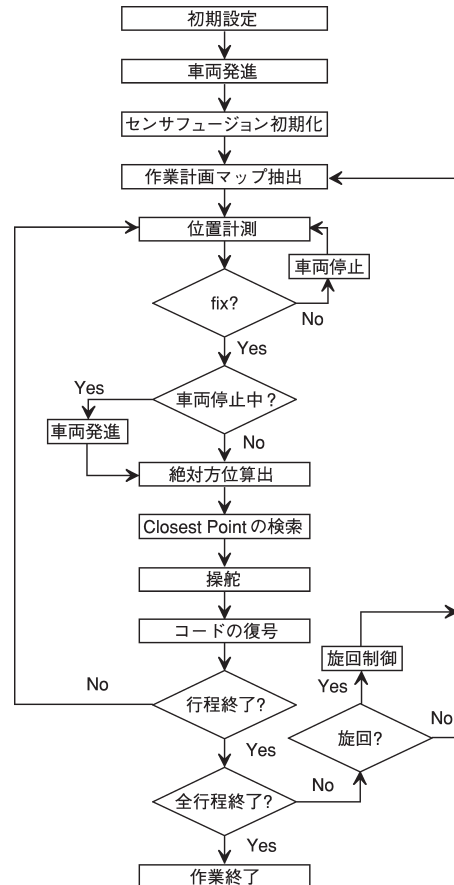 初期設定
車両発進
センサフュージョン初期化
作業計画マップ抽出
位置計測
車両停止
fix?
No
Yes
車両停止中？
Yes
車両発進
No
絶対方位算出
Closest Pointの検索
操舵
コードの復号
旋回制御
No
行程終了?
Yes
旋回?
No
Yes
全行程終了?
No
Yes
作業終了